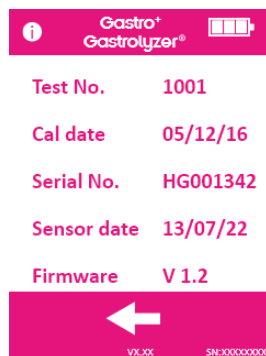 i
Gastro+
Gastrolyzer®
Test No. 1001
Cal date 05/12/16
Serial No. HG001342
Sensor date 13/07/22
Firmware V 1.2
VX.XX SN:XXXXXXXX